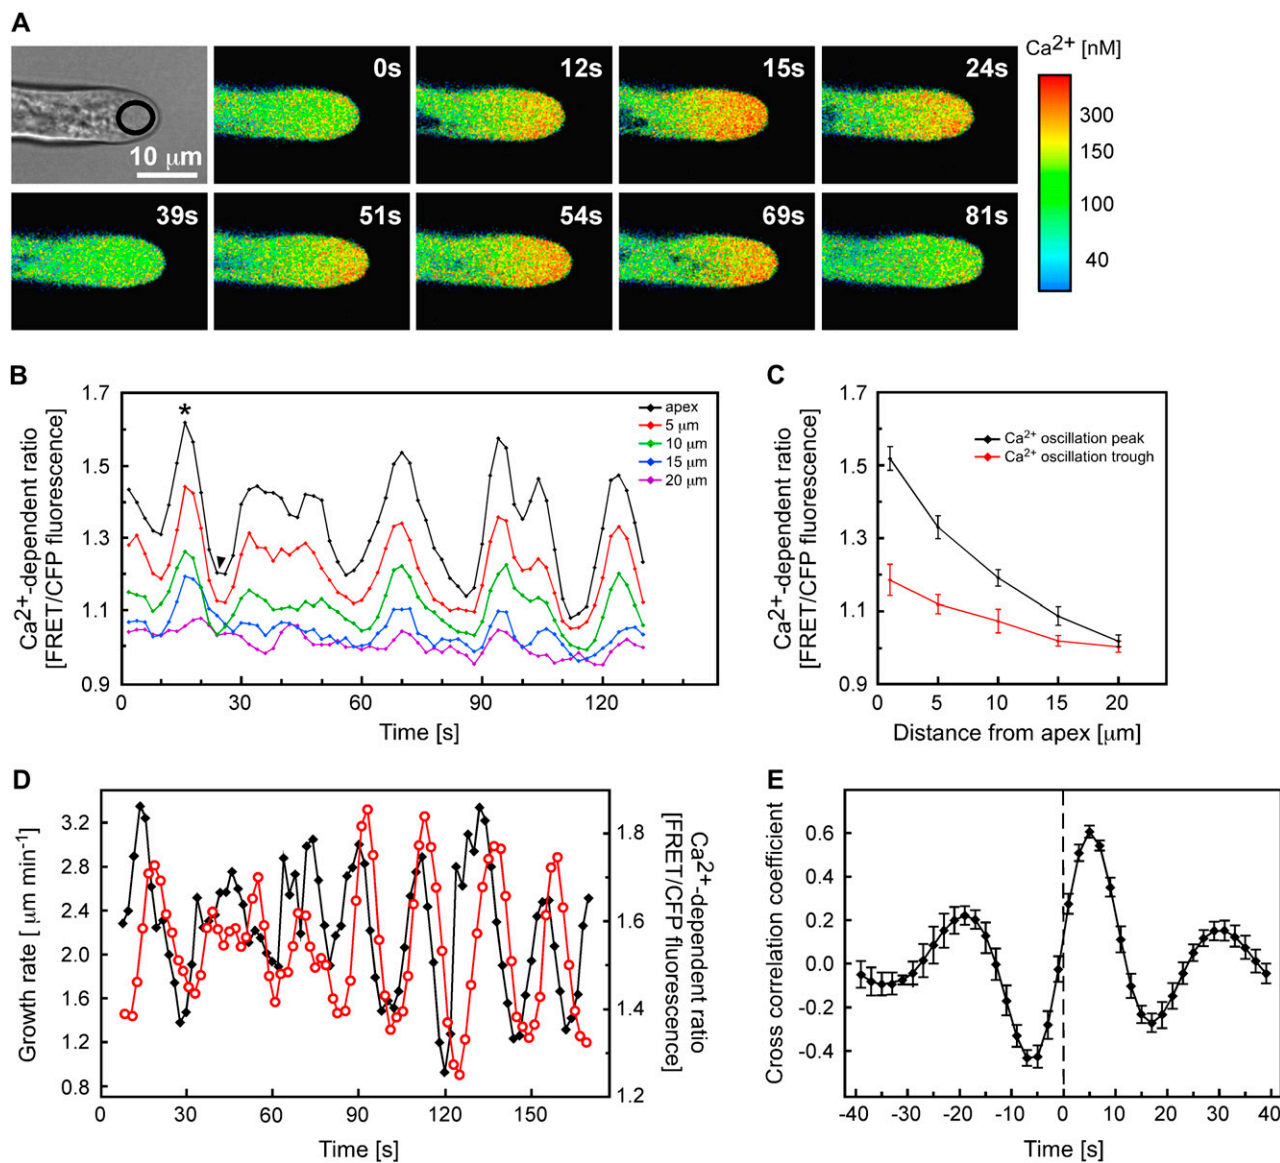 A
Ca²⁺ [nM]
0s
12s
15s
24s
300
150
100
40
10 μm
39s
51s
54s
69s
81s
B
1.7
1.5
1.3
1.1
0.9
Ca²⁺-dependent ratio
[FRET/CFP fluorescence]
*
apex
5 μm
10 μm
15 μm
20 μm
0
30
60
90
120
Time [s]
C
1.7
1.5
1.3
1.1
0.9
Ca²⁺-dependent ratio
[FRET/CFP fluorescence]
Ca²⁺ oscillation peak
Ca²⁺ oscillation trough
0
5
10
15
20
Distance from apex [μm]
D
3.2
2.8
2.4
2.0
1.6
1.2
0.8
Growth rate [ μm min⁻¹]
1.8
1.6
1.4
1.2
Ca²⁺-dependent ratio
[FRET/CFP fluorescence]
0
30
60
90
120
150
Time [s]
E
0.6
0.4
0.2
0.0
-0.2
-0.4
Cross correlation coefficient
-40
-30
-20
-10
0
10
20
30
40
Time [s]